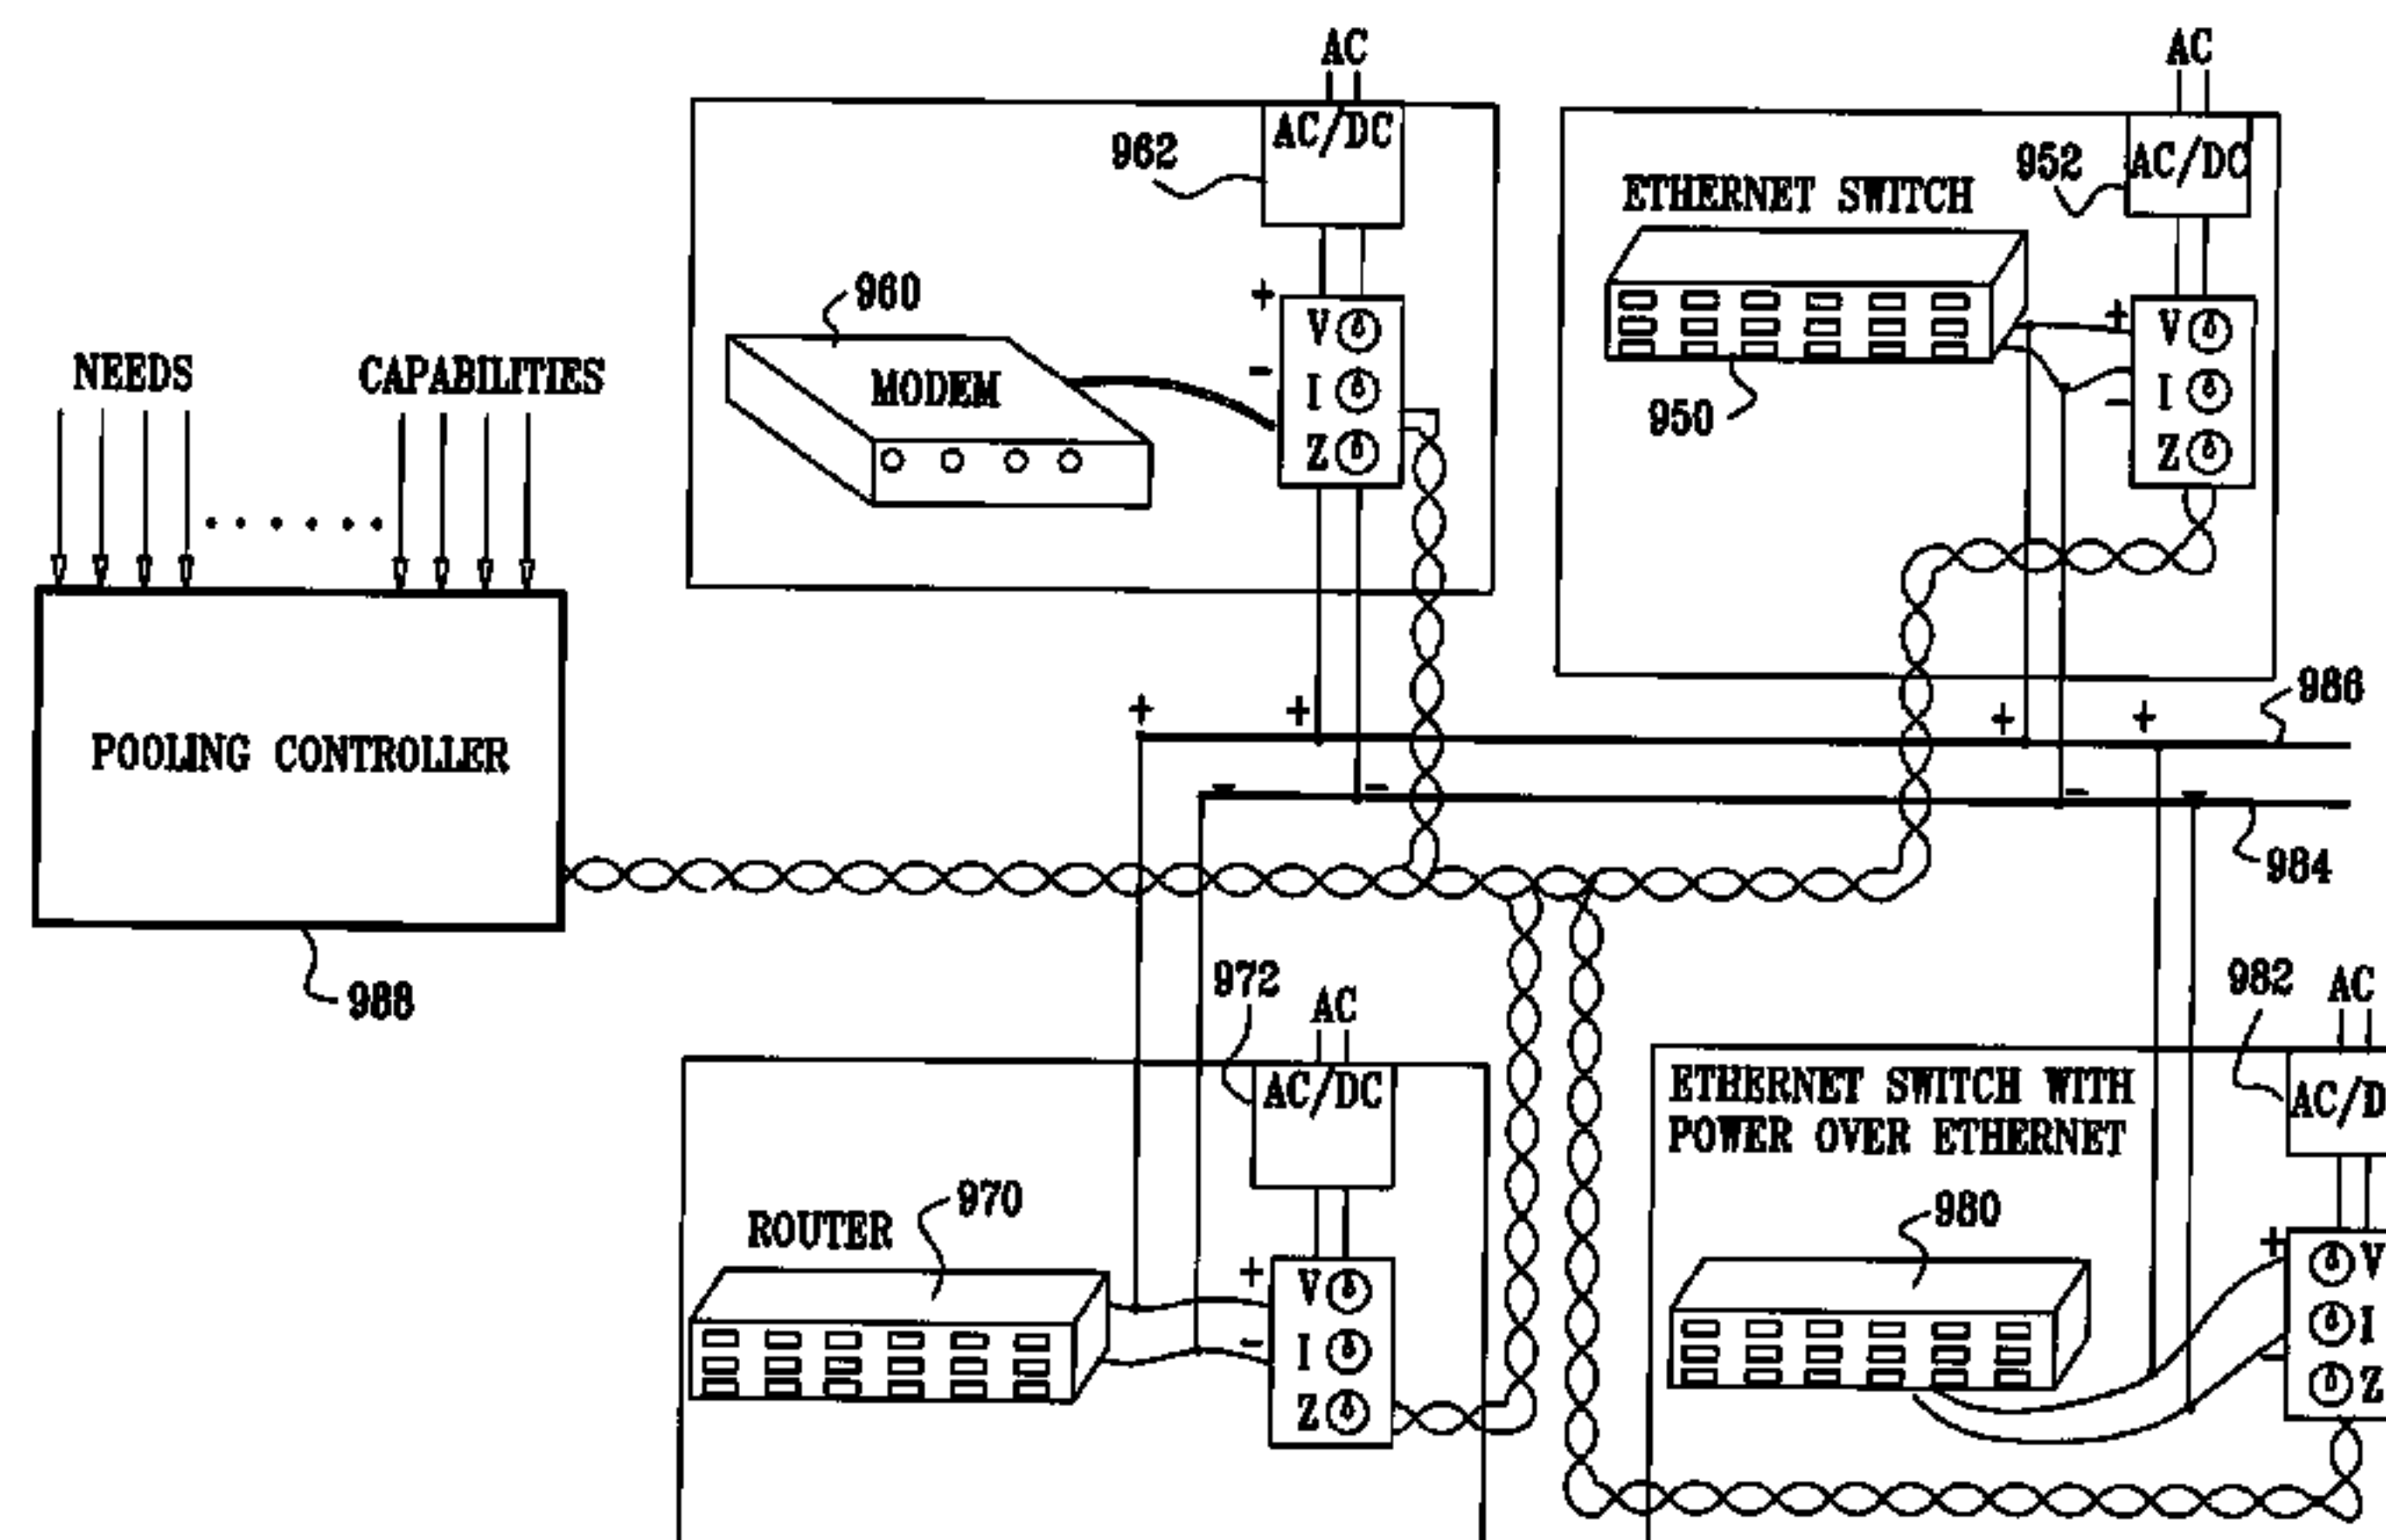 AC
AC
AC/DC
962
952
AC/DC
ETHERNET SWITCH
960
+
V
+
V
NEEDS
CAPABILITIES
MODEM
-
I
I
-
950
Z
Z
986
+
+
+
+
POOLING CONTROLLER
-
-
-
-
984
988
972
AC
982
AC
AC/DC
ETHERNET SWITCH WITH
POWER OVER ETHERNET
AC/D
970
980
ROUTER
+
V
+
V
-
I
I
-
Z
Z